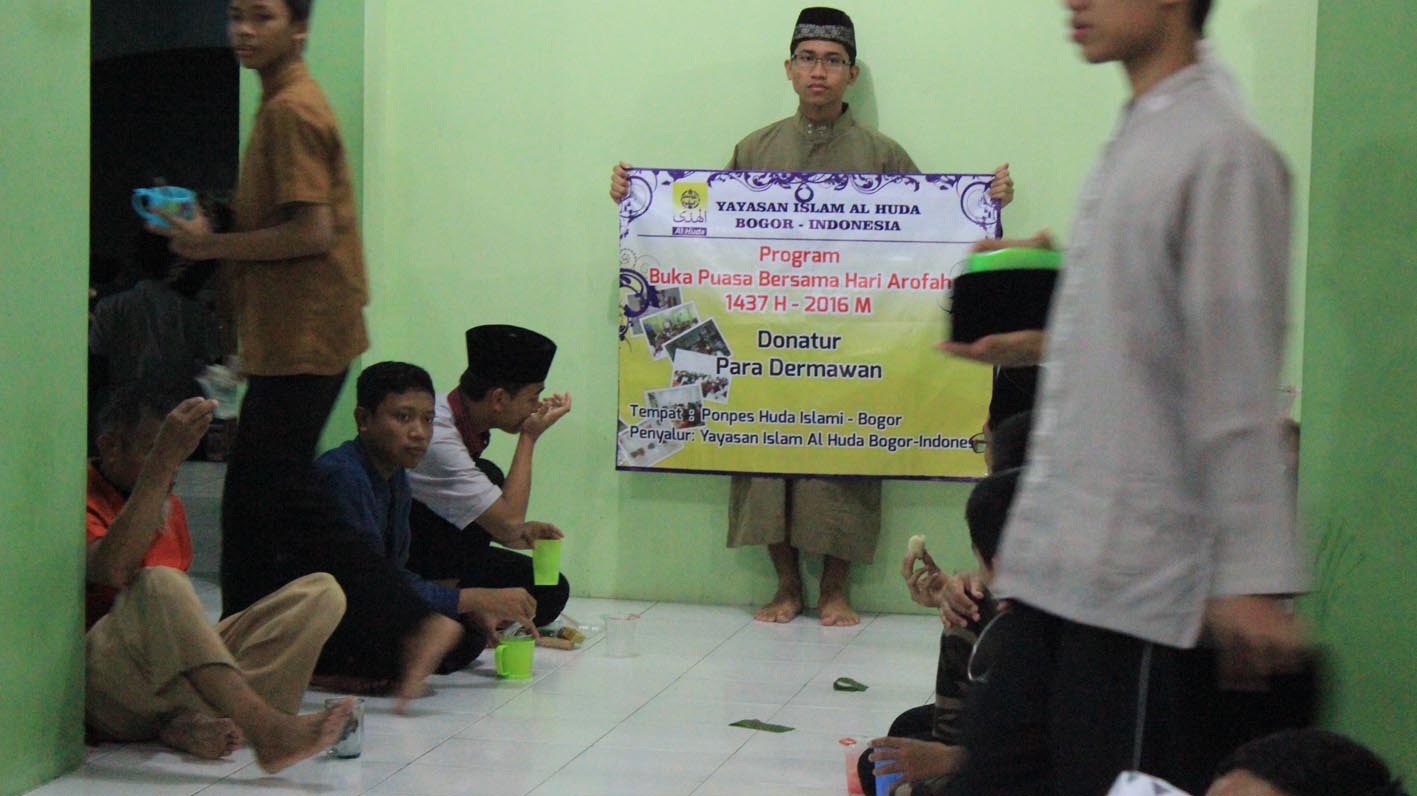 الهدى
Al Huda
YAYASAN ISLAM AL HUDA
BOGOR - INDONESIA
Program
Buka Puasa Bersama Hari Arofah
1437 H - 2016 M
Donatur
Para Dermawan
Tempat : Ponpes Huda Islami - Bogor
Penyalur: Yayasan Islam Al Huda Bogor-Indones